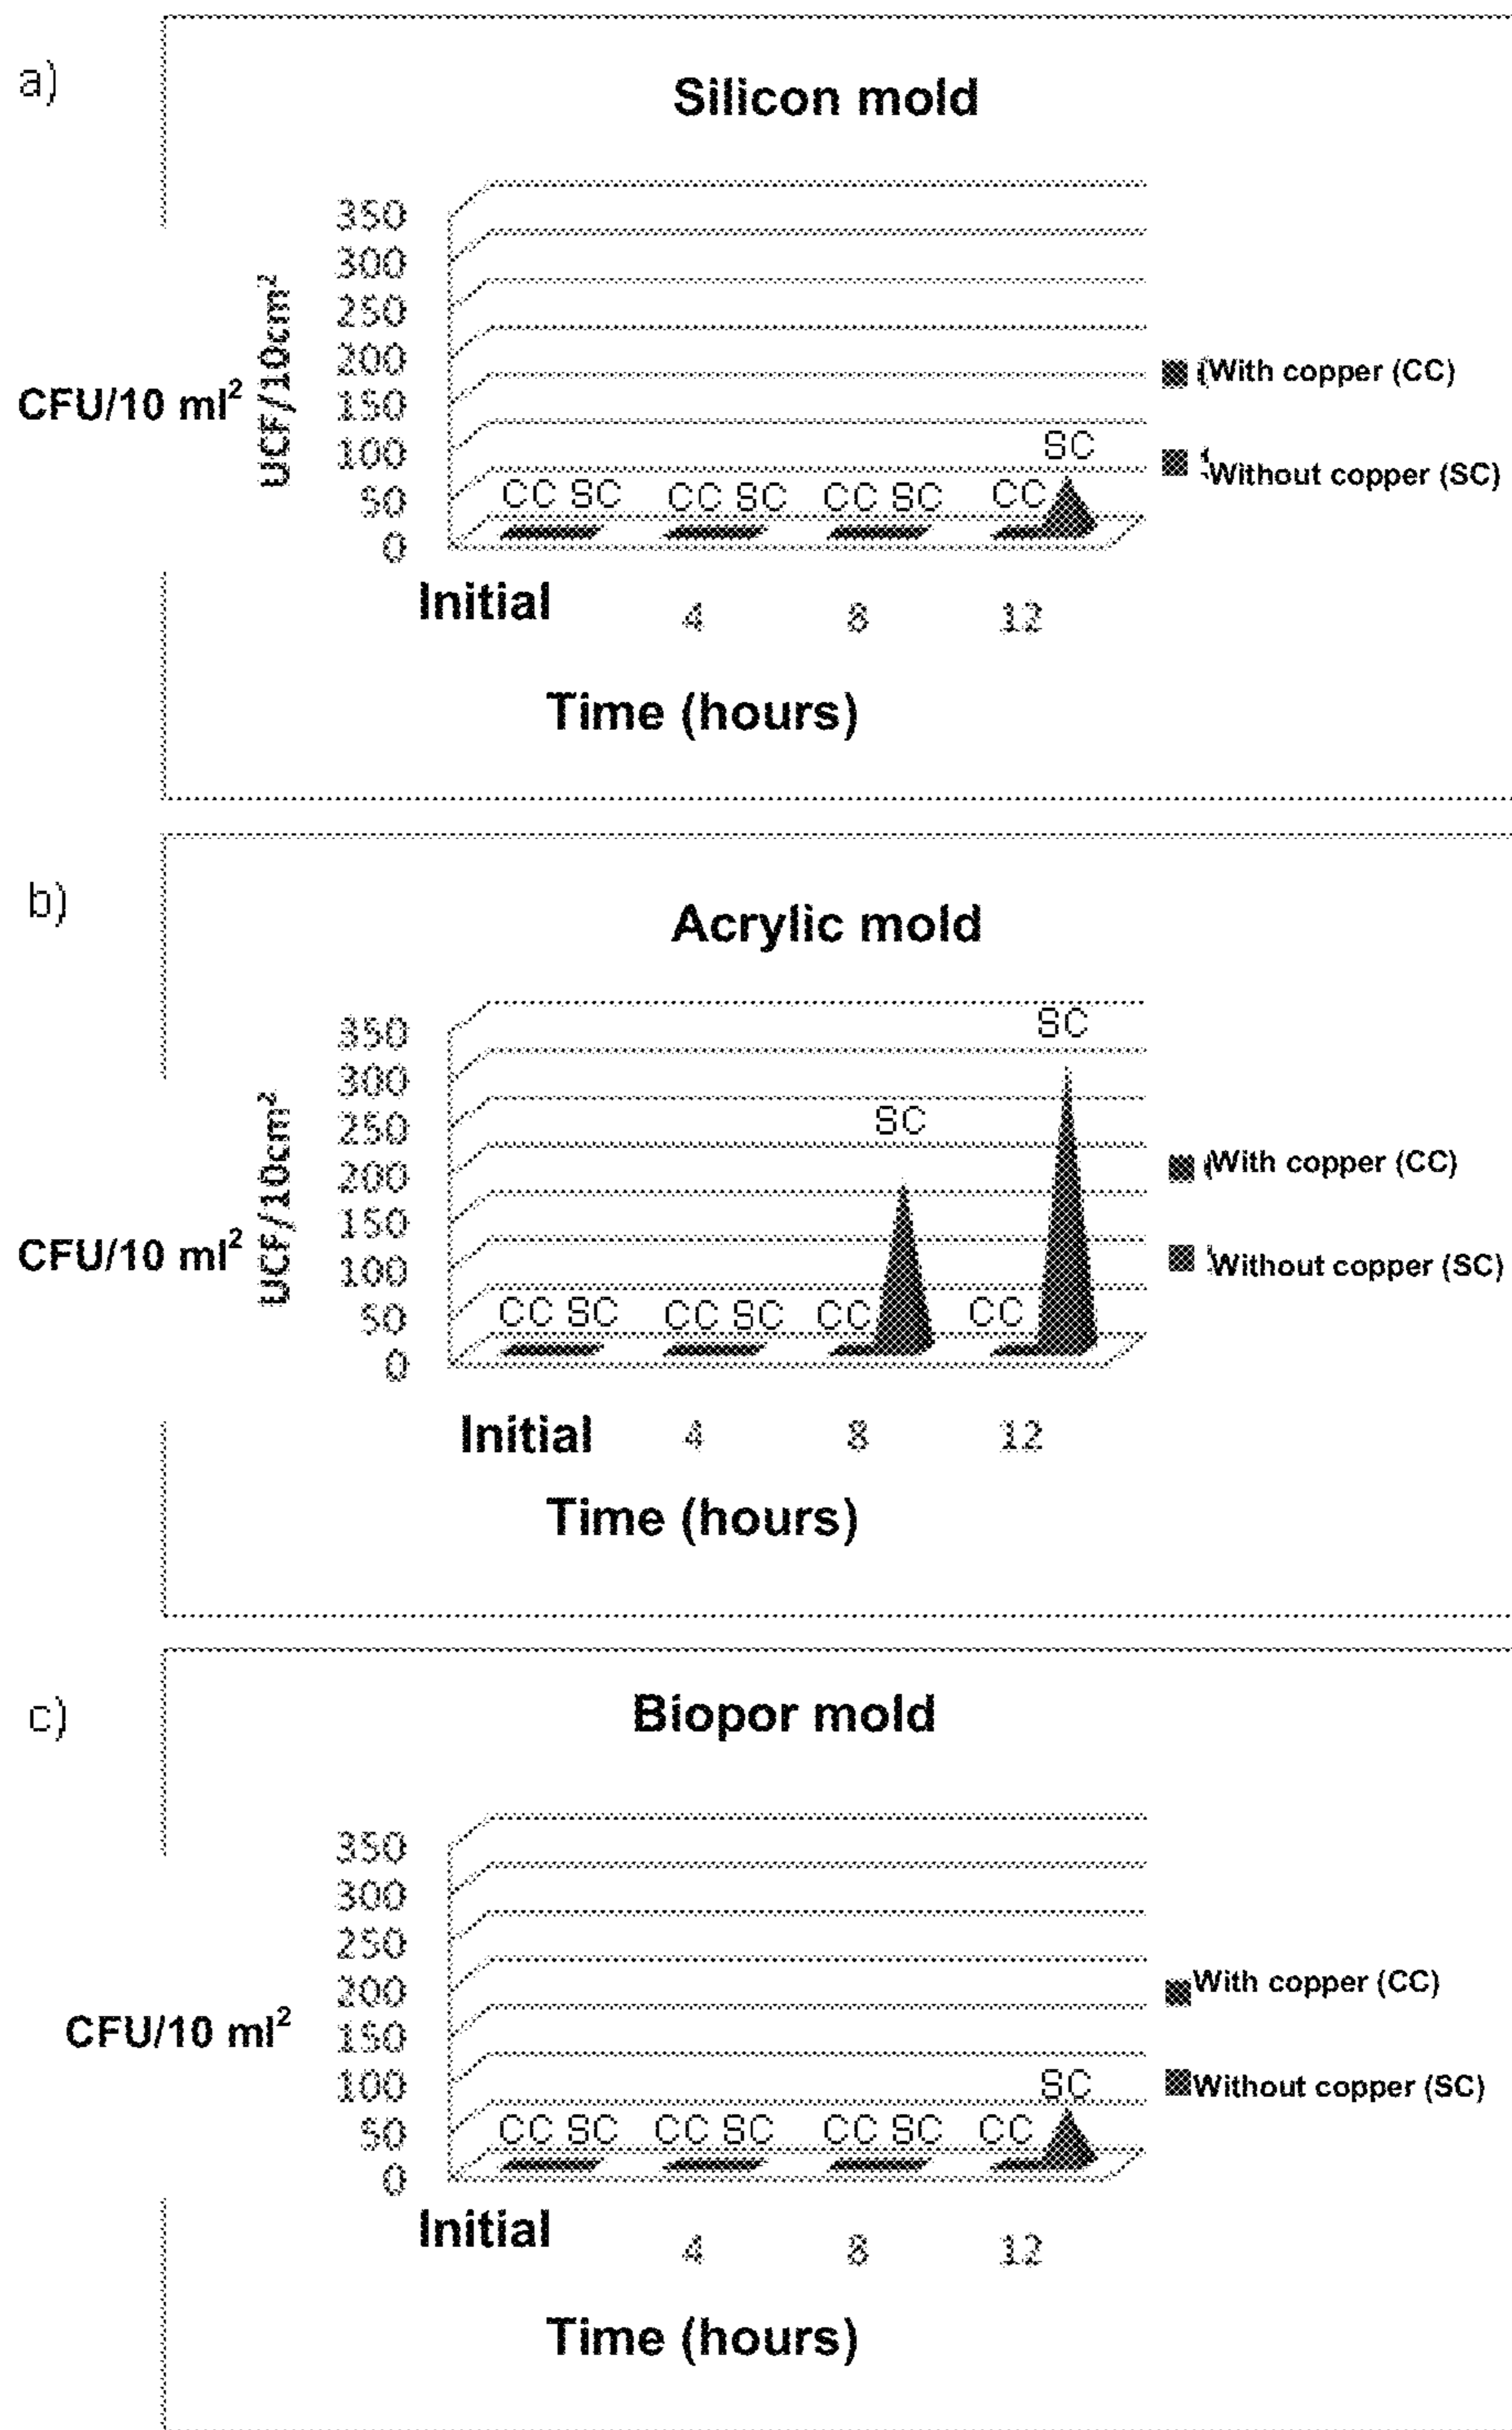 a)
Silicon mold
350
300
250
200
150
100
50
0
CFU/10 ml²
UCF/10cm²
CC SC CC SC CC SC CC SC
Initial 4 8 12
Time (hours)
With copper (CC)
Without copper (SC)
b)
Acrylic mold
350
300
250
200
150
100
50
0
CFU/10 ml²
UCF/10cm²
CC SC CC SC CC SC CC SC
Initial 4 8 12
Time (hours)
With copper (CC)
Without copper (SC)
c)
Biopor mold
350
300
250
200
150
100
50
0
CFU/10 ml²
CC SC CC SC CC SC CC SC
Initial 4 8 12
Time (hours)
With copper (CC)
Without copper (SC)